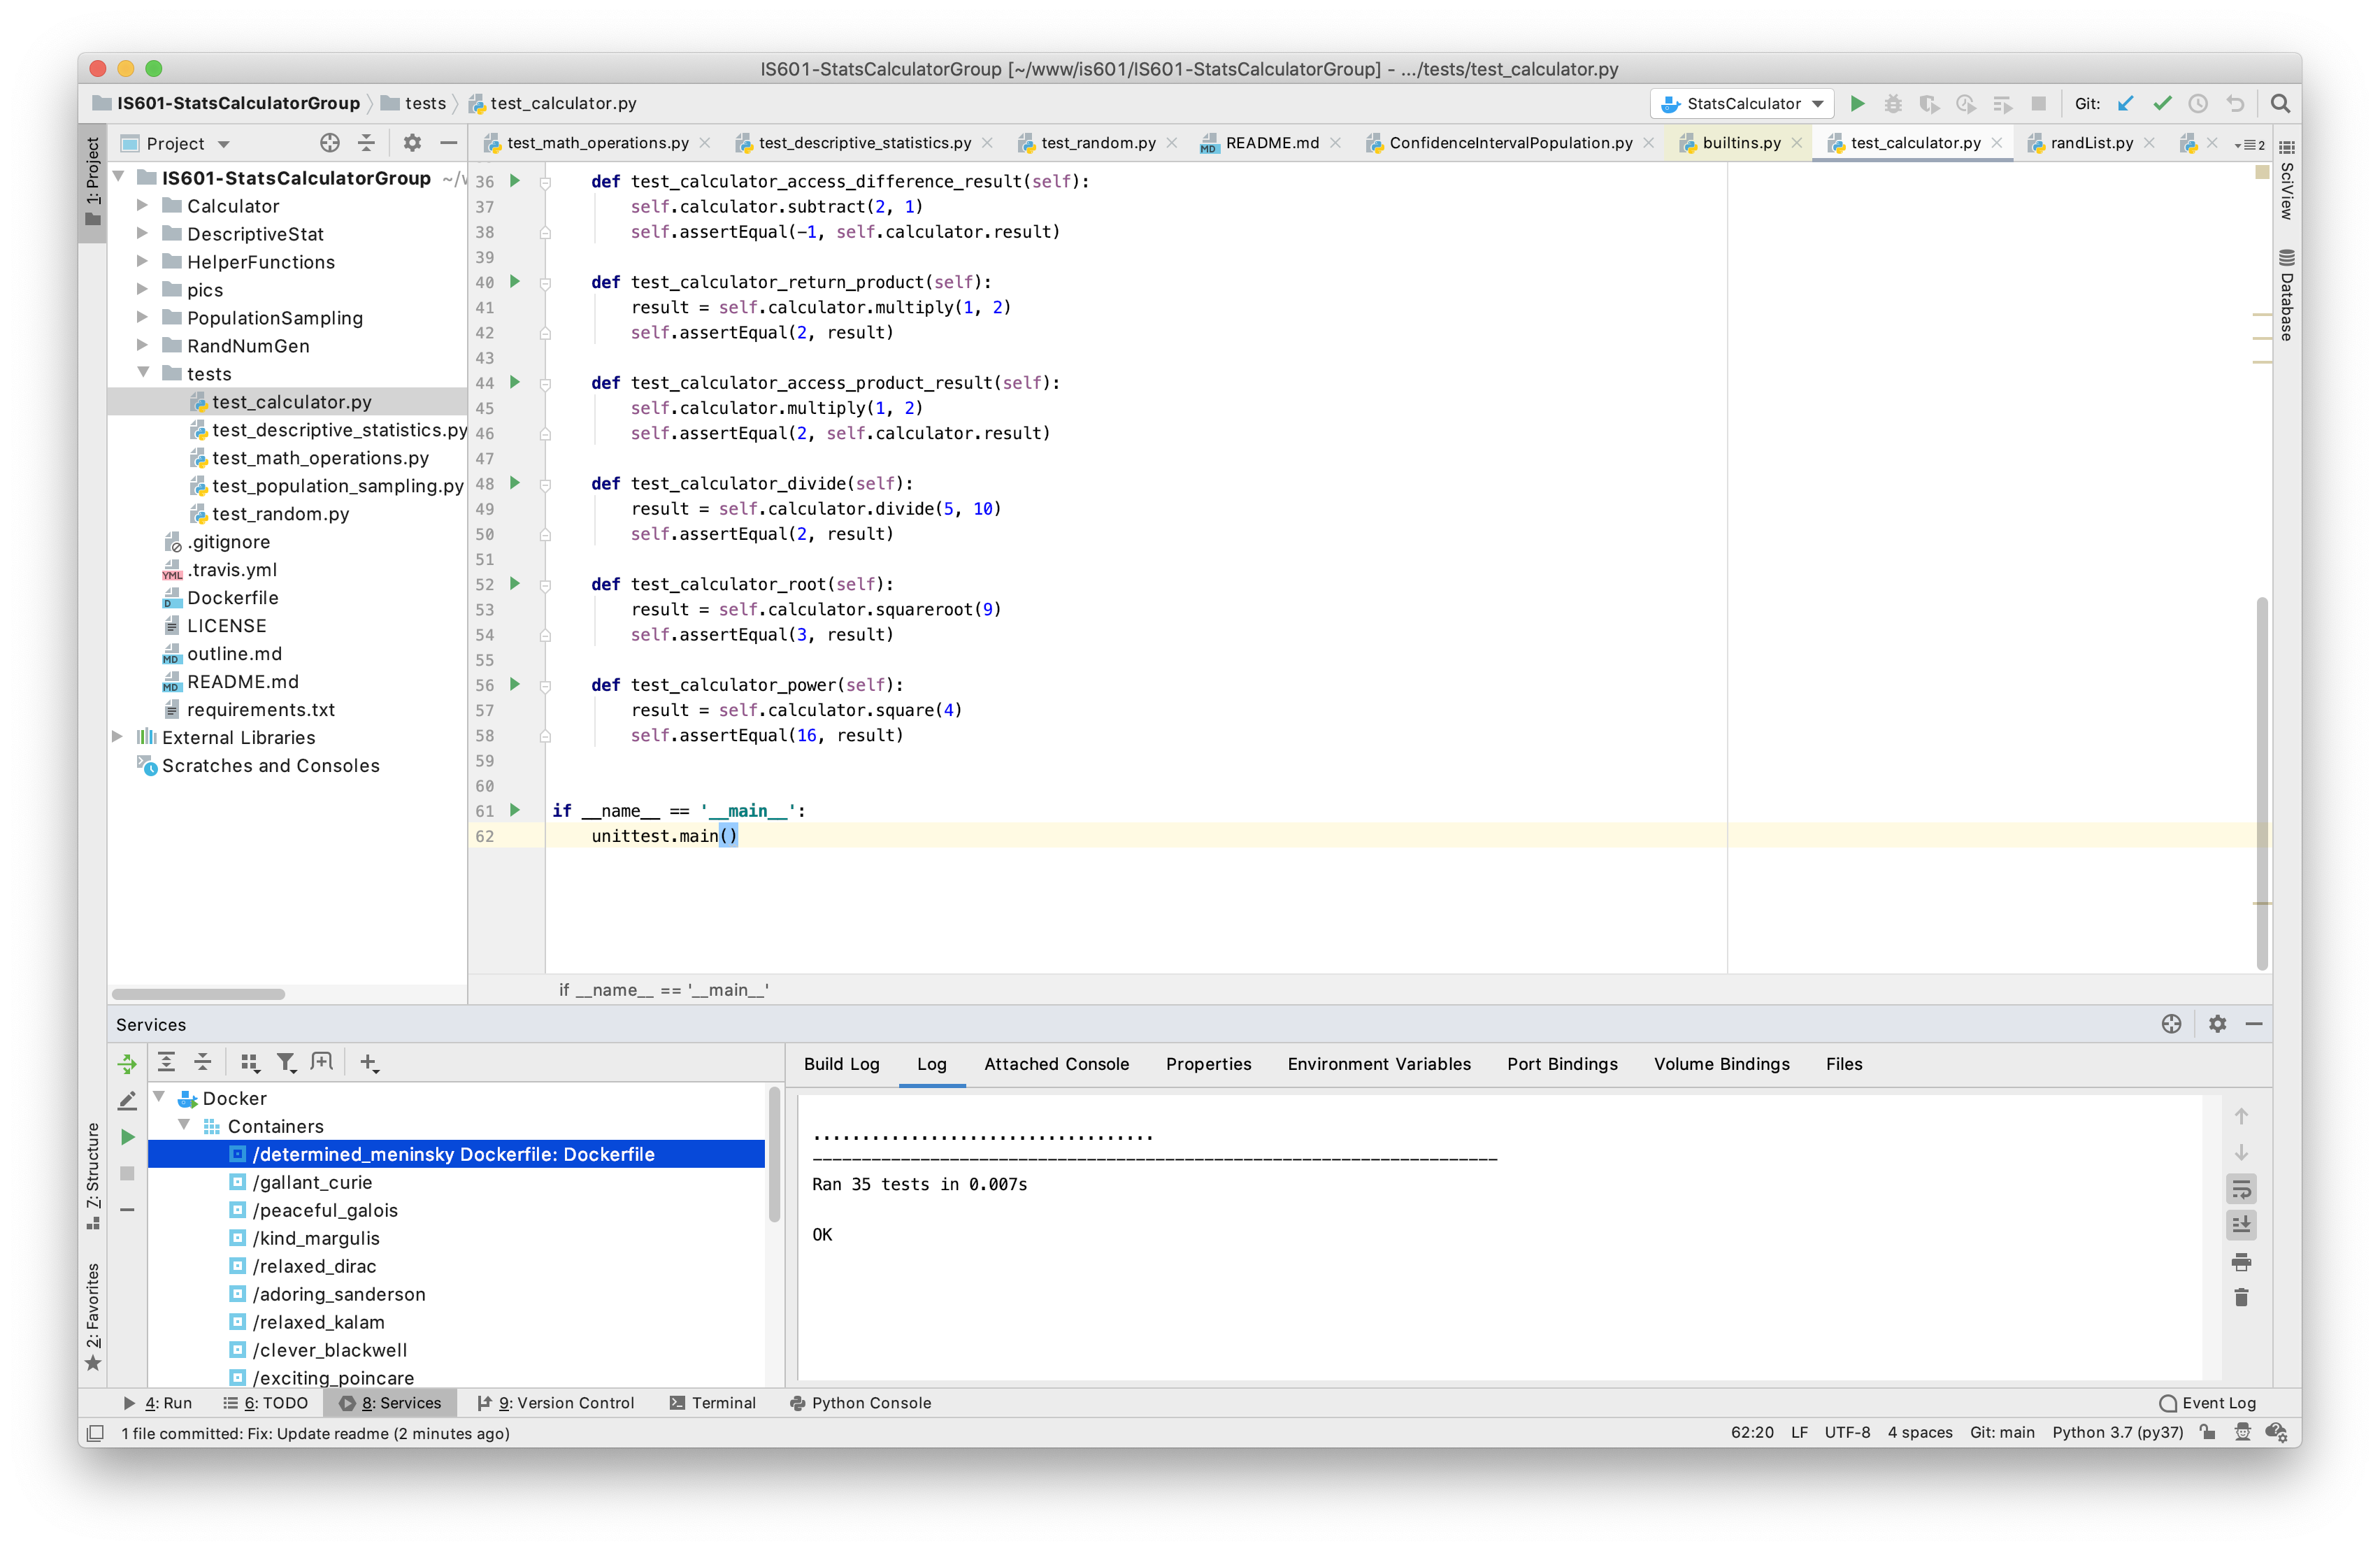 IS601-StatsCalculatorGroup [~/www/is601/IS601-StatsCalculatorGroup] - .../tests/test_calculator.py
IS601-StatsCalculatorGroup tests test_calculator.py StatsCalculator Git:
1: Project
Project
test_math_operations.py test_descriptive_statistics.py test_random.py README.md ConfidenceIntervalPopulation.py builtins.py test_calculator.py randList.py 2
IS601-StatsCalculatorGroup
Calculator
DescriptiveStat
HelperFunctions
pics
PopulationSampling
RandNumGen
tests
test_calculator.py
test_descriptive_statistics.py
test_math_operations.py
test_population_sampling.py
test_random.py
.gitignore
.travis.yml
Dockerfile
LICENSE
outline.md
README.md
requirements.txt
External Libraries
Scratches and Consoles
36 def test_calculator_access_difference_result(self):
37 self.calculator.subtract(2, 1)
38 self.assertEqual(-1, self.calculator.result)
39
40 def test_calculator_return_product(self):
41 result = self.calculator.multiply(1, 2)
42 self.assertEqual(2, result)
43
44 def test_calculator_access_product_result(self):
45 self.calculator.multiply(1, 2)
46 self.assertEqual(2, self.calculator.result)
47
48 def test_calculator_divide(self):
49 result = self.calculator.divide(5, 10)
50 self.assertEqual(2, result)
51
52 def test_calculator_root(self):
53 result = self.calculator.squareroot(9)
54 self.assertEqual(3, result)
55
56 def test_calculator_power(self):
57 result = self.calculator.square(4)
58 self.assertEqual(16, result)
59
60
61 if __name__ == '__main__':
62 unittest.main()
if __name__ == '__main__'
SciView
Database
Services
Docker
Containers
/determined_meninsky Dockerfile: Dockerfile
/gallant_curie
/peaceful_galois
/kind_margulis
/relaxed_dirac
/adoring_sanderson
/relaxed_kalam
/clever_blackwell
/exciting_poincare
Build Log Log Attached Console Properties Environment Variables Port Bindings Volume Bindings Files
...................................
----------------------------------------------------------------------
Ran 35 tests in 0.007s
OK
7: Structure
2: Favorites
4: Run 6: TODO 8: Services 9: Version Control Terminal Python Console Event Log
1 file committed: Fix: Update readme (2 minutes ago) 62:20 LF UTF-8 4 spaces Git: main Python 3.7 (py37)